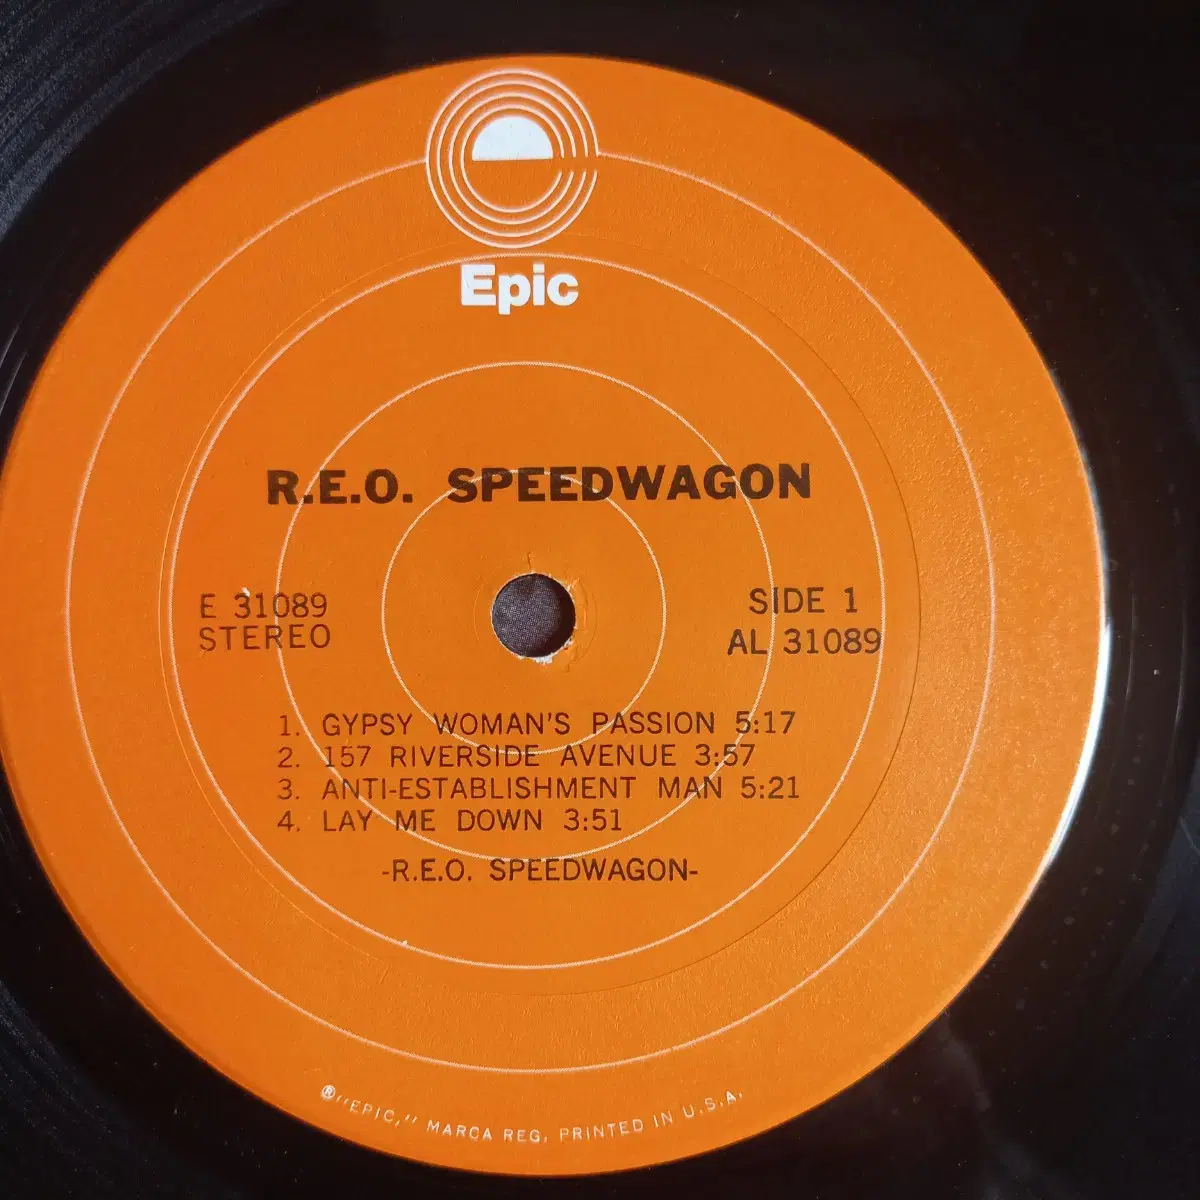 Epic
R.E.O. SPEEDWAGON
E 31089
STEREO
SIDE 1
AL 31089
1. GYPSY WOMAN'S PASSION 5:17
2. 157 RIVERSIDE AVENUE 3:57
3. ANTI-ESTABLISHMENT MAN 5:21
4. LAY ME DOWN 3:51
-R.E.O. SPEEDWAGON-
®"EPIC," MARCA REG. PRINTED IN U.S.A.